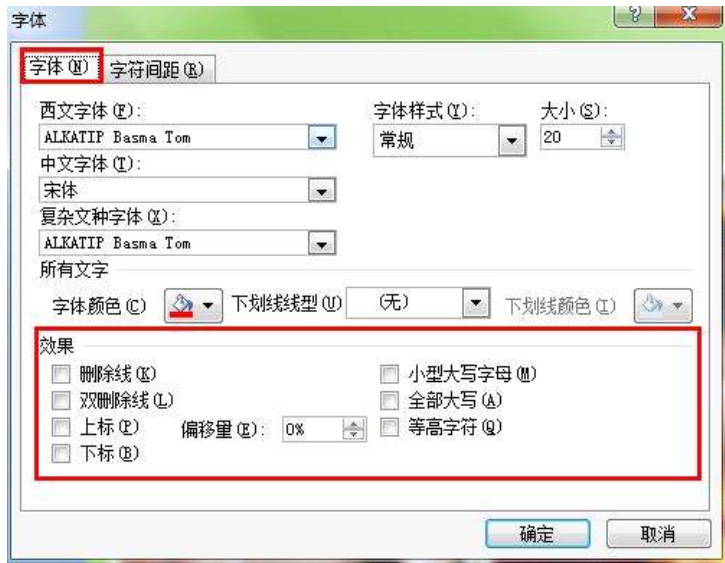 字体
字体(N) 字符间距(R)
西文字体(F): 字体样式(Y): 大小(S):
ALKATIP Basma Tom 常规 20
中文字体(T):
宋体
复杂文种字体(X):
ALKATIP Basma Tom
所有文字
字体颜色(C) 下划线线型(U) (无) 下划线颜色(I)
效果
删除线(K) 小型大写字母(M)
双删除线(L) 全部大写(A)
上标(P) 偏移量(E): 0% 等高字符(Q)
下标(B)
确定 取消